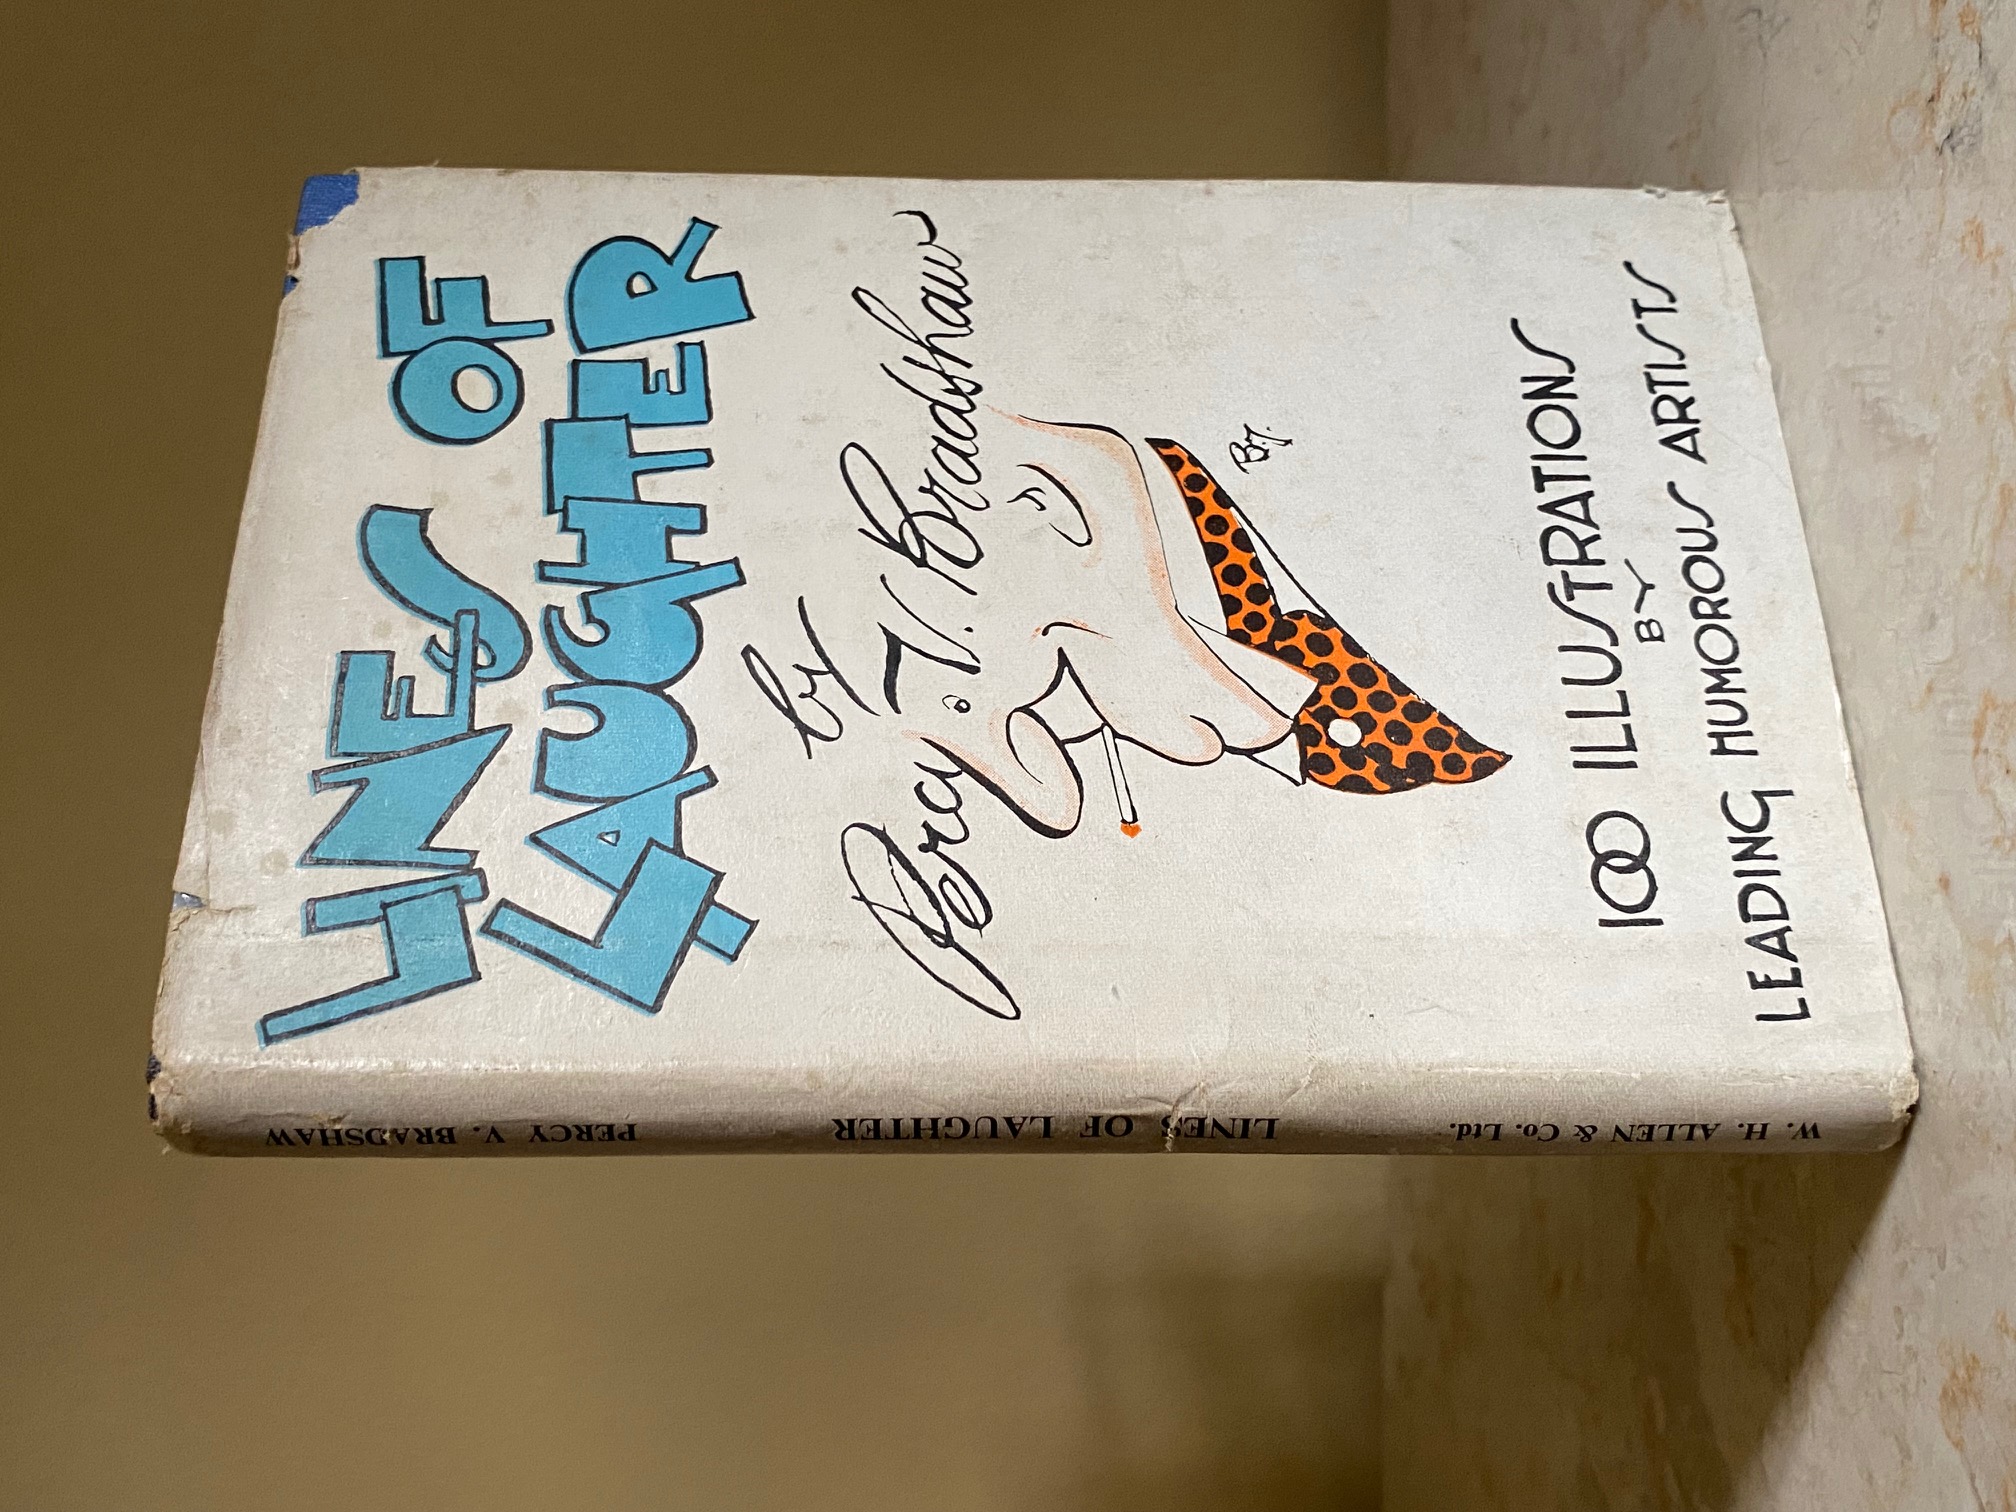 LINES OF
LAUGHTER
by
Percy V. Bradshaw
B.T.
100 ILLUSTRATIONS
BY
LEADING HUMOROUS ARTISTS
PERCY V. BRADSHAW
LINES OF LAUGHTER
W. H. ALLEN & Co. Ltd.